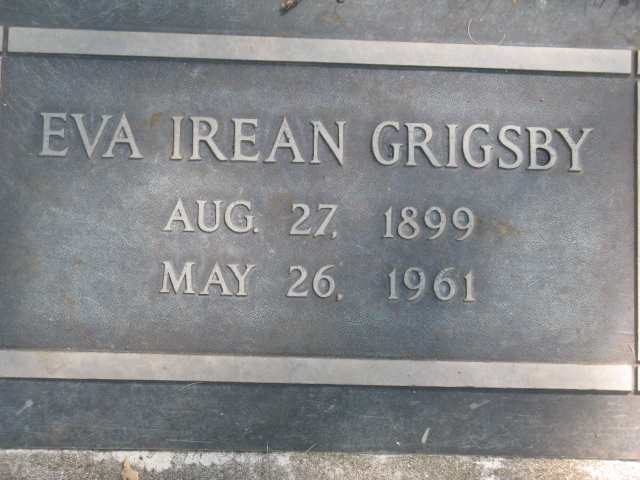 EVA IREAN GRIGSBY
AUG. 27, 1899
MAY 26, 1961